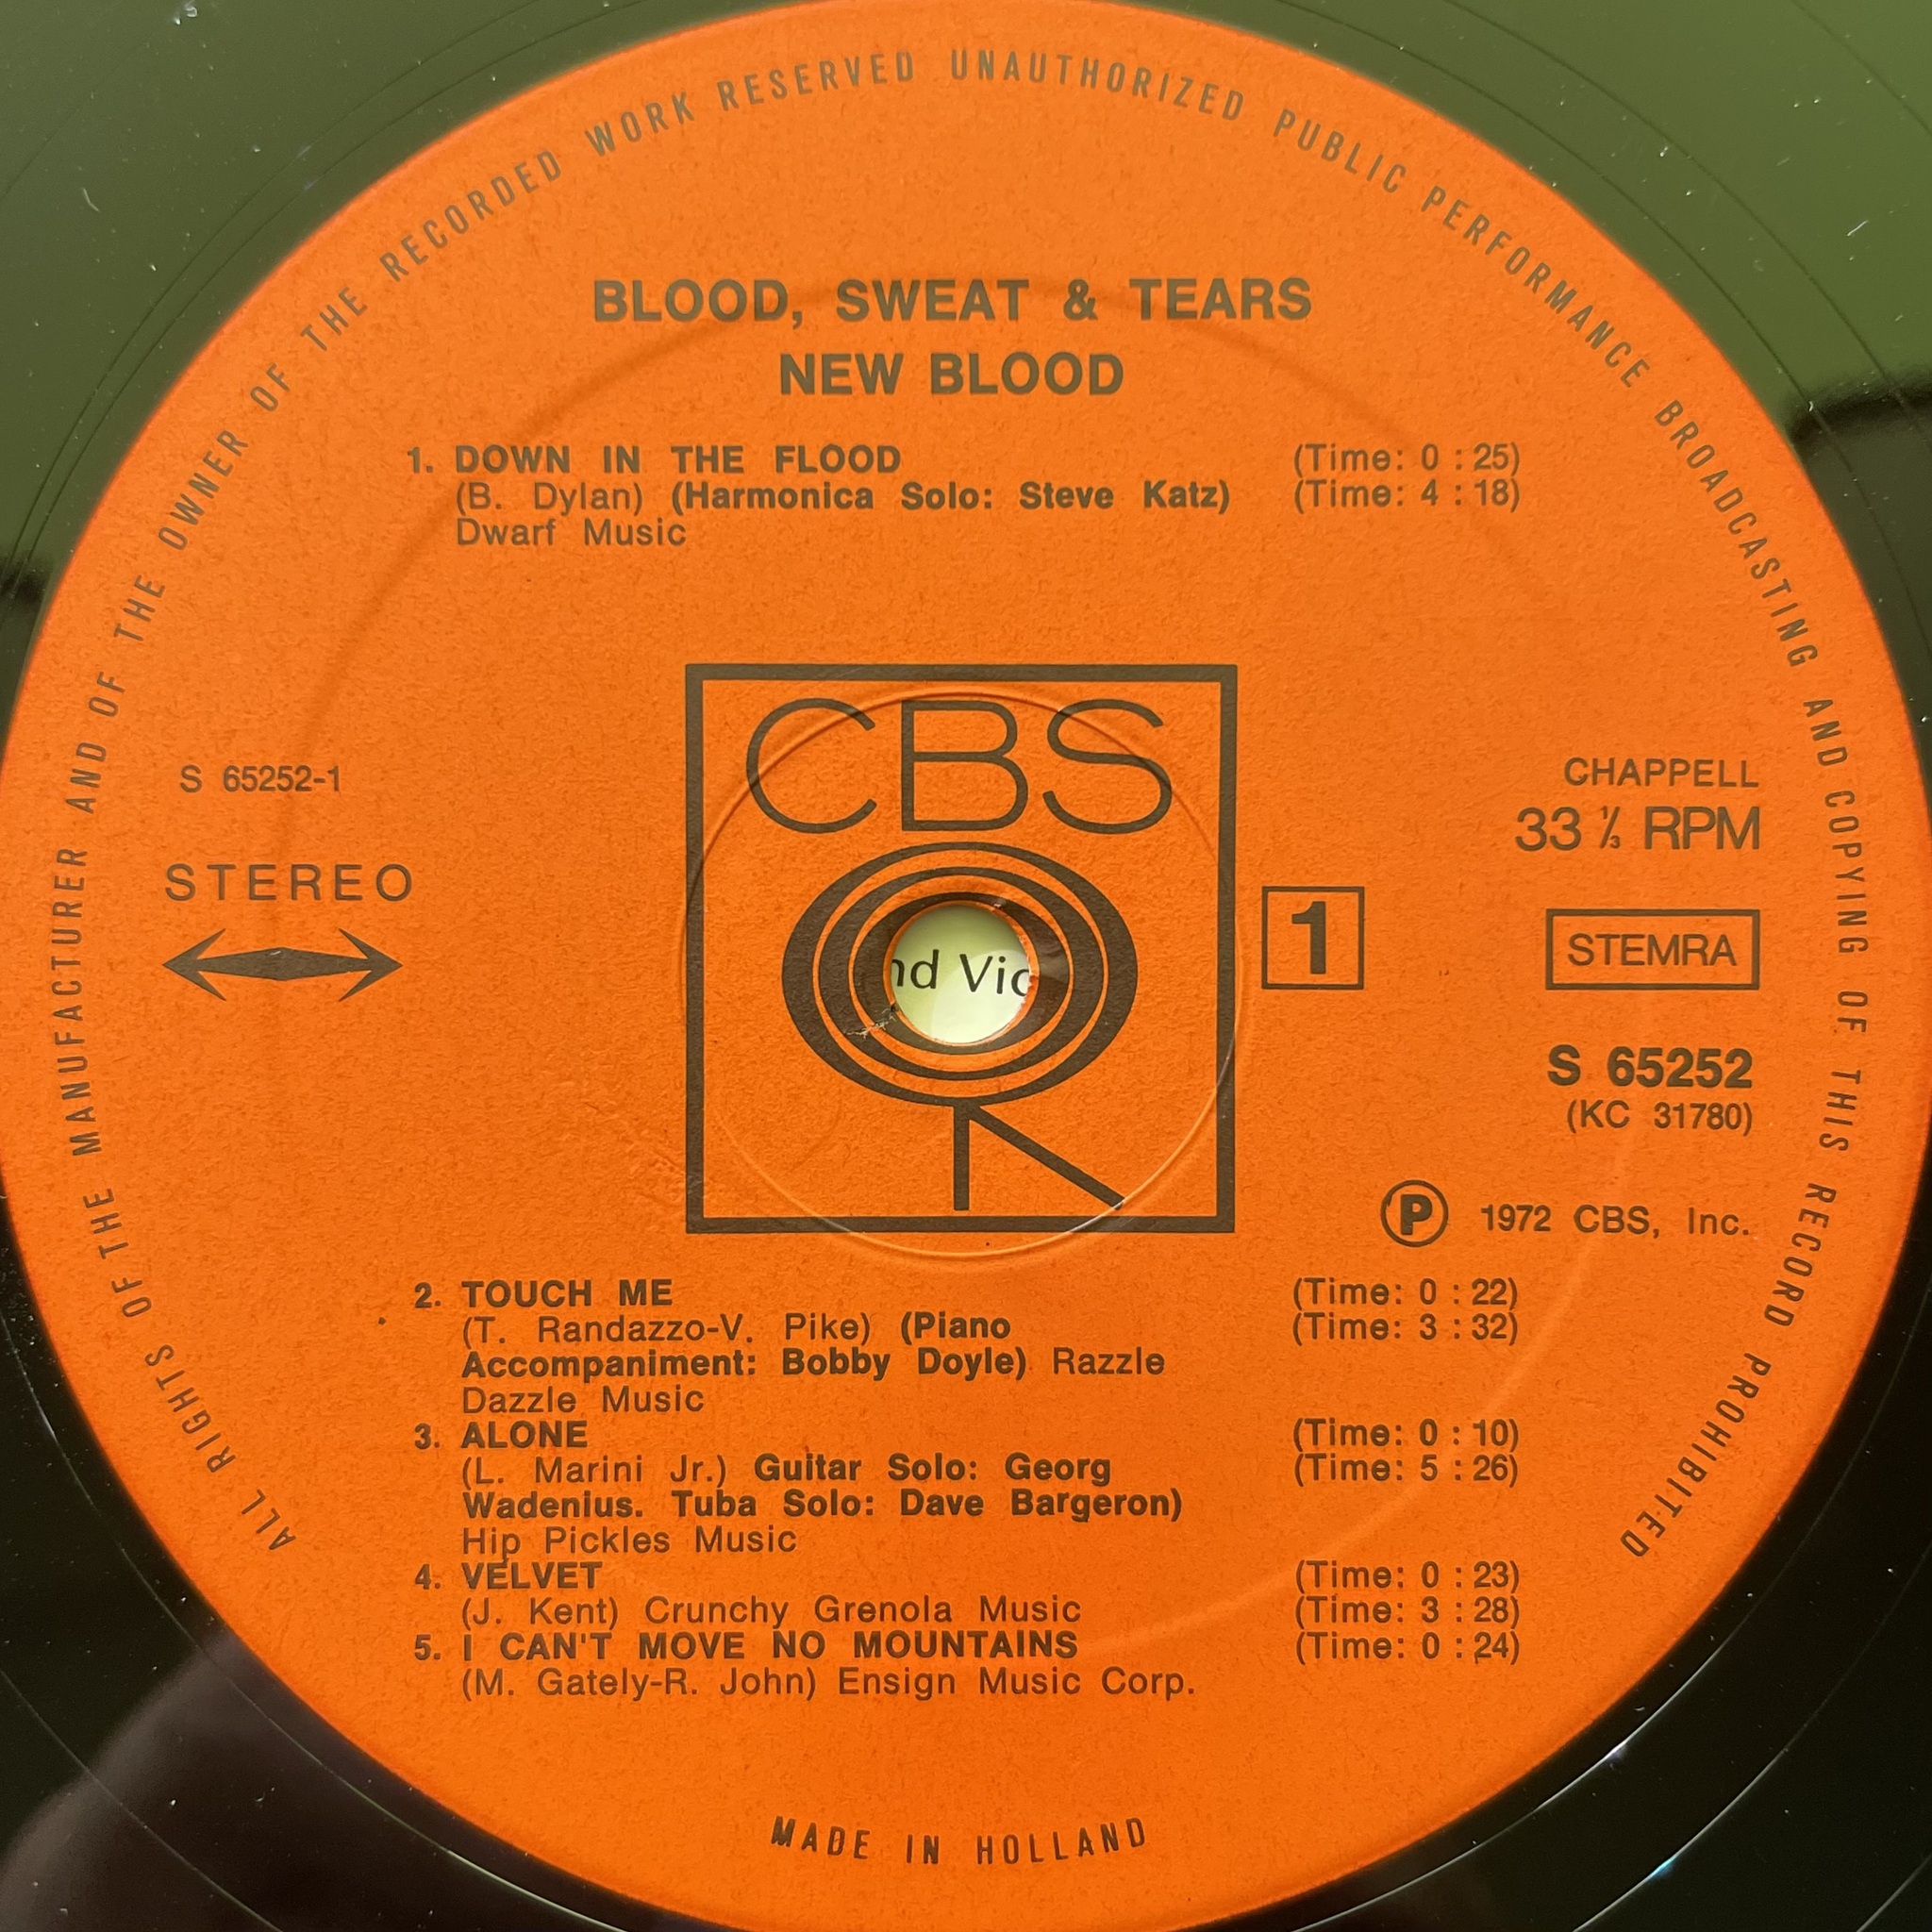 ALL RIGHTS OF THE MANUFACTURER AND OF THE OWNER OF THE RECORDED WORK RESERVED UNAUTHORIZED PUBLIC PERFORMANCE BROADCASTING AND COPYING OF THIS RECORD PROHIBITED
BLOOD, SWEAT & TEARS
NEW BLOOD
1. DOWN IN THE FLOOD (Time: 0 : 25)
(B. Dylan) (Harmonica Solo: Steve Katz) (Time: 4 : 18)
Dwarf Music
CBS
S 65252-1
STEREO
1
CHAPPELL
33 ⅓ RPM
STEMRA
S 65252
(KC 31780)
Ⓟ 1972 CBS, Inc.
nd Vic
2. TOUCH ME (Time: 0 : 22)
(T. Randazzo-V. Pike) (Piano (Time: 3 : 32)
Accompaniment: Bobby Doyle) Razzle
Dazzle Music
3. ALONE (Time: 0 : 10)
(L. Marini Jr.) Guitar Solo: Georg (Time: 5 : 26)
Wadenius. Tuba Solo: Dave Bargeron)
Hip Pickles Music
4. VELVET (Time: 0 : 23)
(J. Kent) Crunchy Grenola Music (Time: 3 : 28)
5. I CAN'T MOVE NO MOUNTAINS (Time: 0 : 24)
(M. Gately-R. John) Ensign Music Corp.
MADE IN HOLLAND